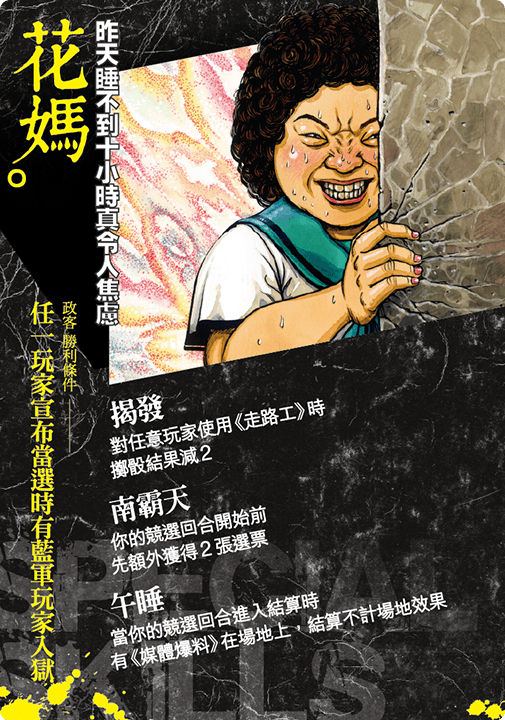 花媽。
昨天睡不到十小時真令人焦慮
政客 勝利條件
任一玩家宣布當選時有藍軍玩家入獄
揭發
對任意玩家使用《走路工》時
擲骰結果減2
南霸天
你的競選回合開始前
先額外獲得2張選票
午睡
當你的競選回合進入結算時
有《媒體爆料》在場地上，結算不計場地效果
SPECIAL
SKILLS